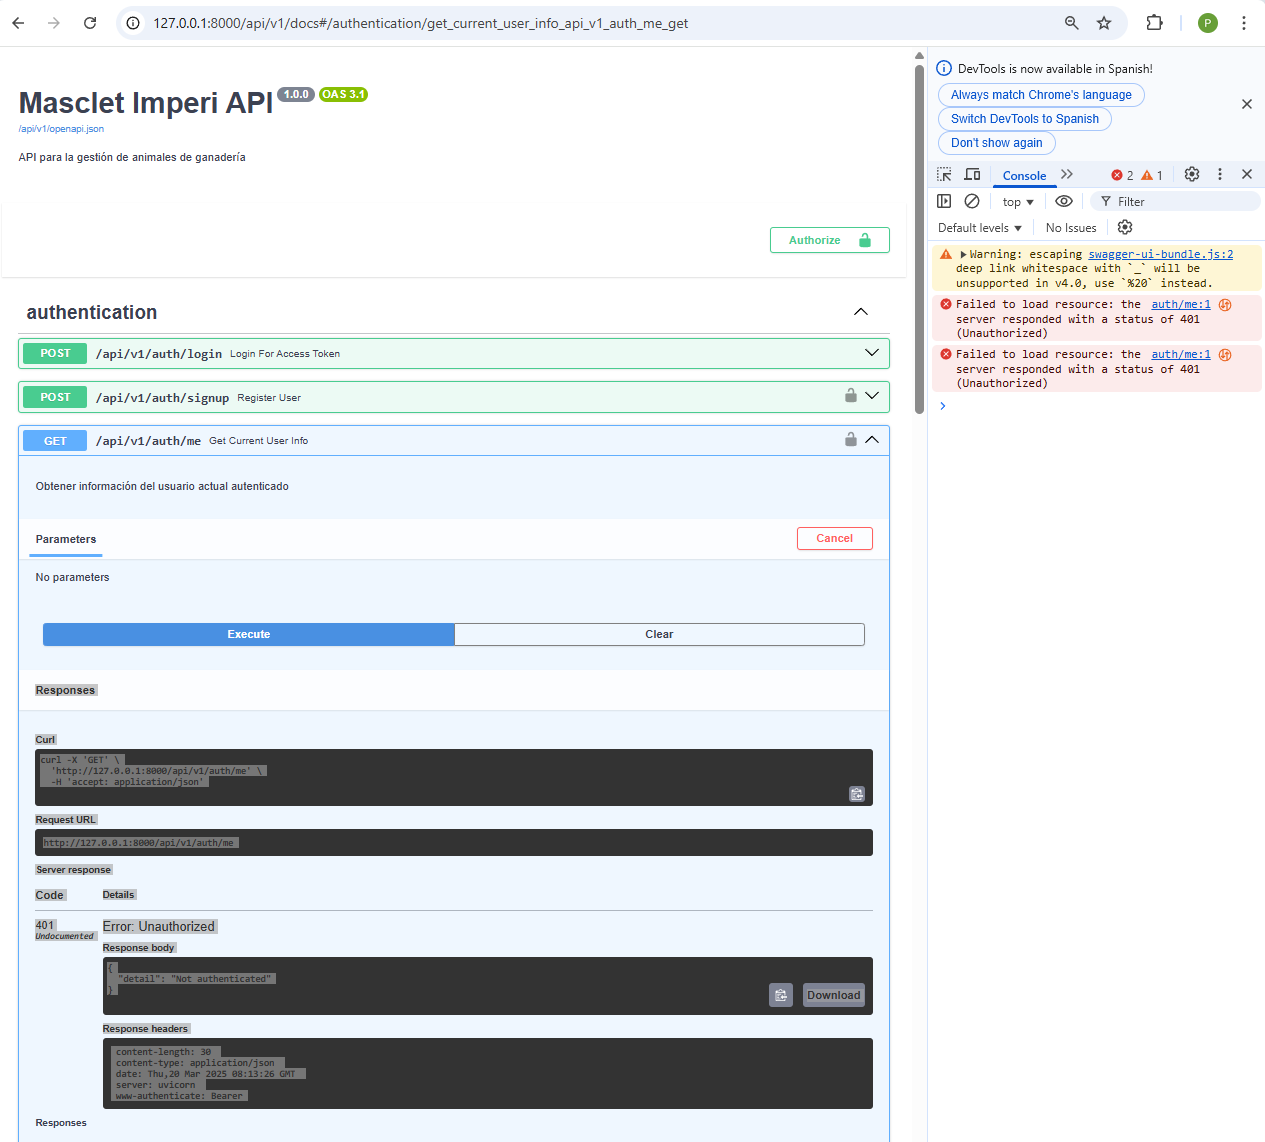 127.0.0.1:8000/api/v1/docs#/authentication/get_current_user_info_api_v1_auth_me_get
P
Masclet Imperi API 1.0.0 OAS 3.1
/api/v1/openapi.json
API para la gestión de animales de ganadería
Authorize
authentication
POST /api/v1/auth/login Login For Access Token
POST /api/v1/auth/signup Register User
GET /api/v1/auth/me Get Current User Info
Obtener información del usuario actual autenticado
Parameters
Cancel
No parameters
Execute
Clear
Responses
Curl
curl -X 'GET' \
'http://127.0.0.1:8000/api/v1/auth/me' \
-H 'accept: application/json'
Request URL
http://127.0.0.1:8000/api/v1/auth/me
Server response
Code Details
401 Error: Unauthorized
Undocumented
Response body
{
"detail": "Not authenticated"
}
Download
Response headers
content-length: 30
content-type: application/json
date: Thu,20 Mar 2025 08:13:26 GMT
server: uvicorn
www-authenticate: Bearer
Responses
DevTools is now available in Spanish!
Always match Chrome's language
Switch DevTools to Spanish
Don't show again
Console 2 1
top Filter
Default levels No Issues
Warning: escaping swagger-ui-bundle.js:2
deep link whitespace with `_` will be
unsupported in v4.0, use `%20` instead.
Failed to load resource: the auth/me:1
server responded with a status of 401
(Unauthorized)
Failed to load resource: the auth/me:1
server responded with a status of 401
(Unauthorized)